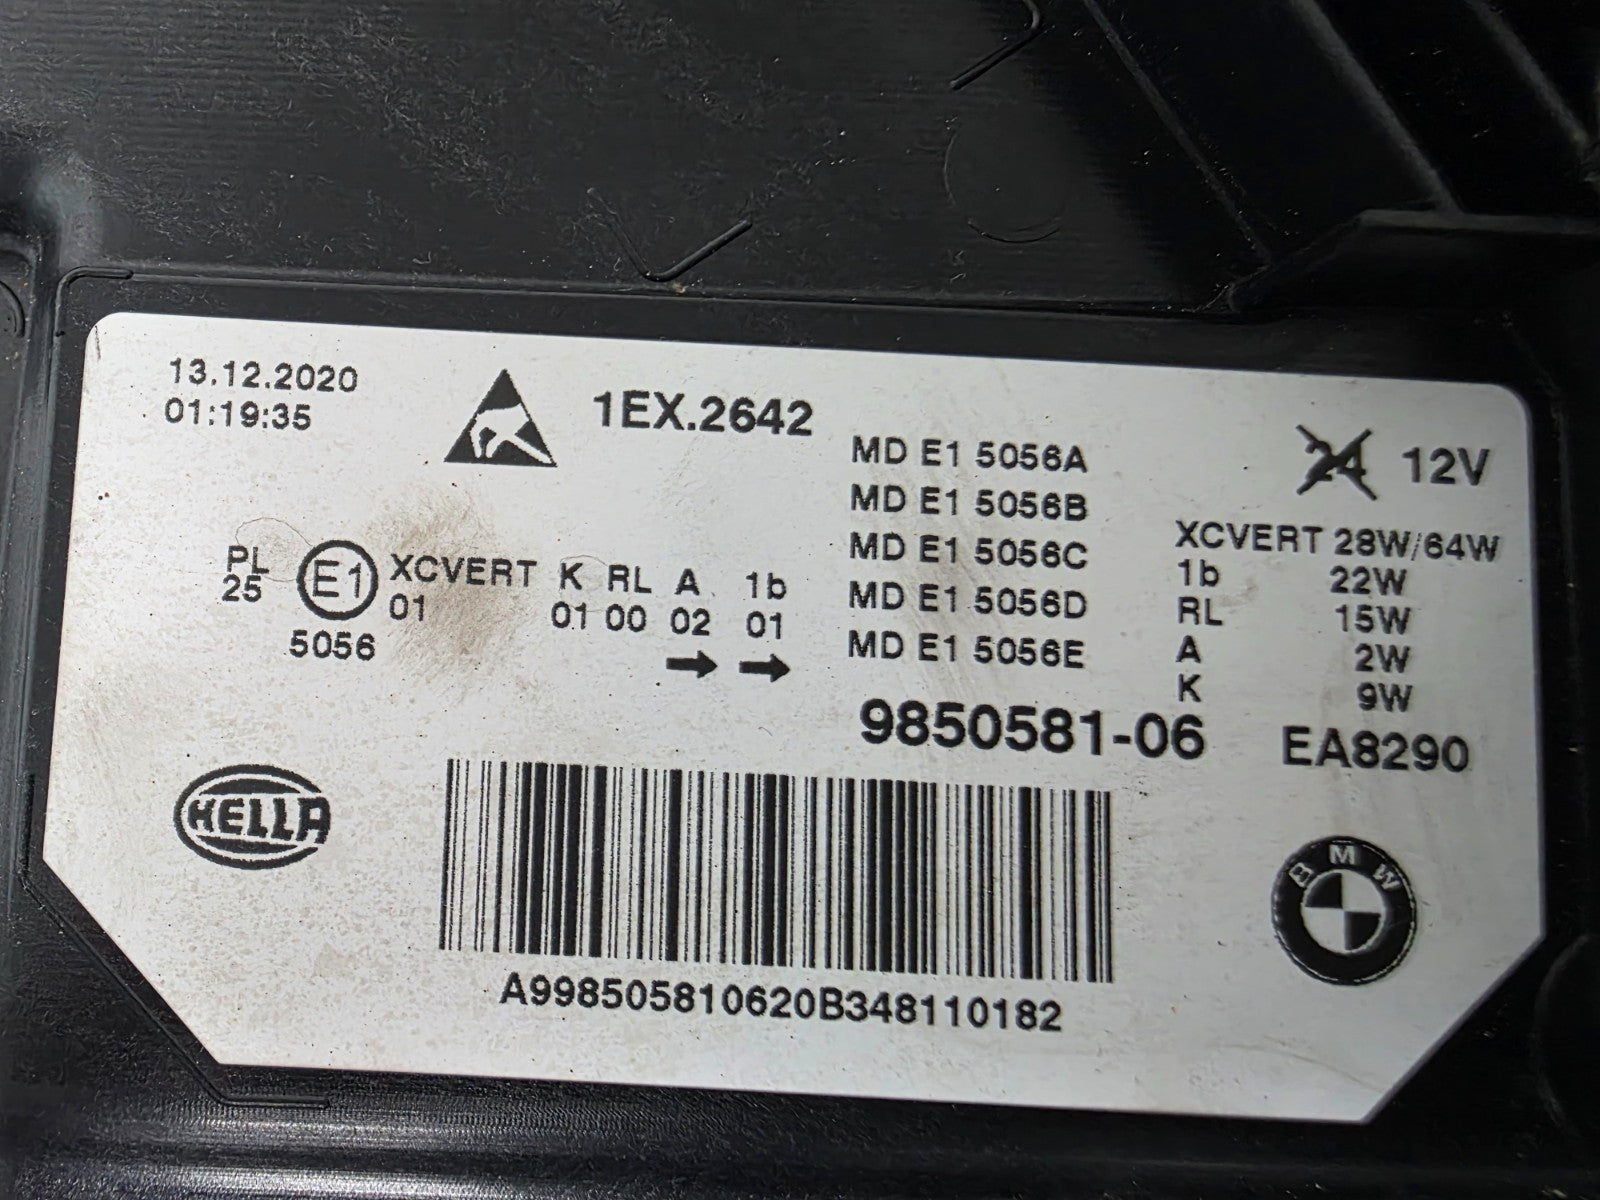 13.12.2020
01:19:35
1EX.2642
MD E1 5056A
MD E1 5056B
MD E1 5056C
MD E1 5056D
MD E1 5056E
24 12V
XCVERT 28W/64W
1b 22W
RL 15W
A 2W
K 9W
PL
25
E1
5056
XCVERT K RL A 1b
01 01 00 02 01
9850581-06 EA8290
HELLA
A998505810620B348110182
BMW